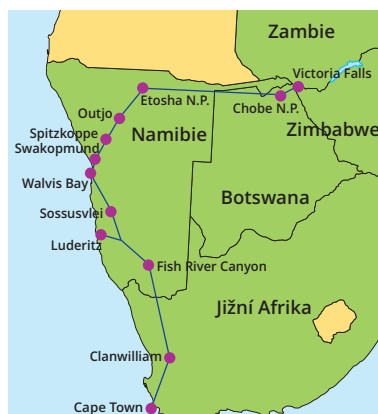 Zambie
Victoria Falls
Etosha N.P.
Chobe N.P.
Outjo
Spitzkoppe
Namibie
Zimbabwe
Swakopmund
Walvis Bay
Botswana
Sossusvlei
Luderitz
Fish River Canyon
Jižní Afrika
Clanwilliam
Cape Town